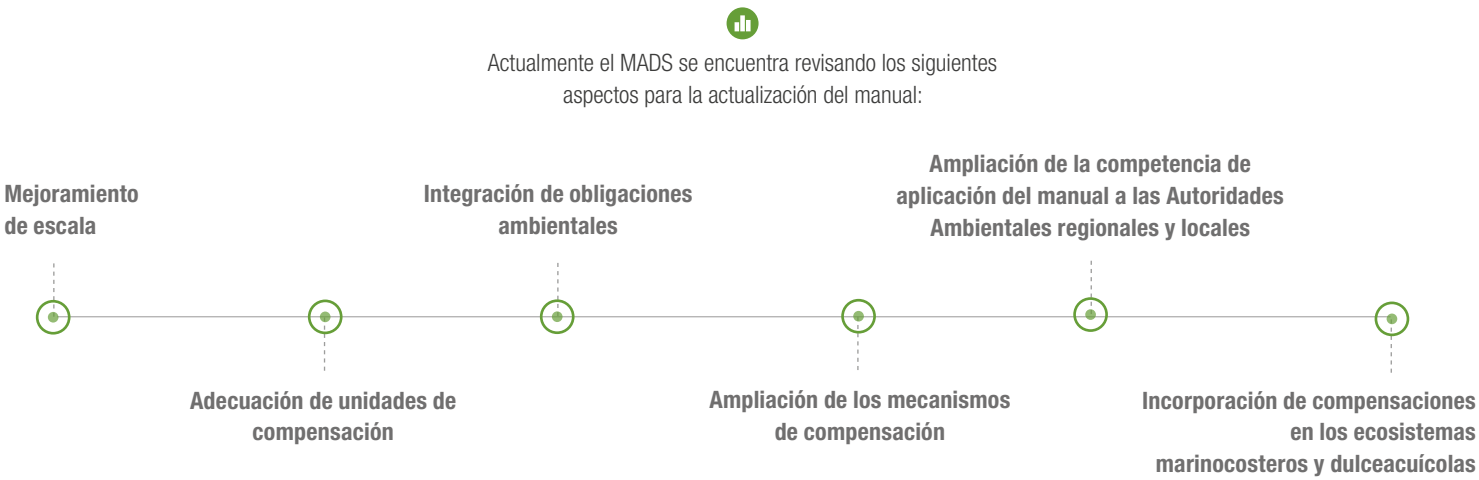 Actualmente el MADS se encuentra revisando los siguientes
aspectos para la actualización del manual:
Mejoramiento
de escala
Adecuación de unidades de
compensación
Integración de obligaciones
ambientales
Ampliación de los mecanismos
de compensación
Ampliación de la competencia de
aplicación del manual a las Autoridades
Ambientales regionales y locales
Incorporación de compensaciones
en los ecosistemas
marinocosteros y dulceacuícolas